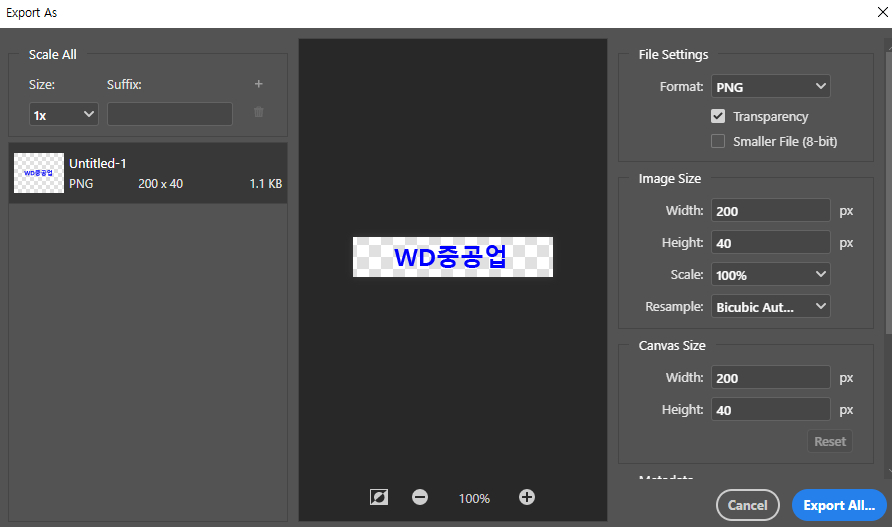 Export As
Scale All
Size: Suffix:
1x
WD중공업
Untitled-1
PNG 200 x 40 1.1 KB
WD중공업
100%
File Settings
Format: PNG
Transparency
Smaller File (8-bit)
Image Size
Width: 200 px
Height: 40 px
Scale: 100%
Resample: Bicubic Aut...
Canvas Size
Width: 200 px
Height: 40 px
Reset
Metadata
Cancel Export All...